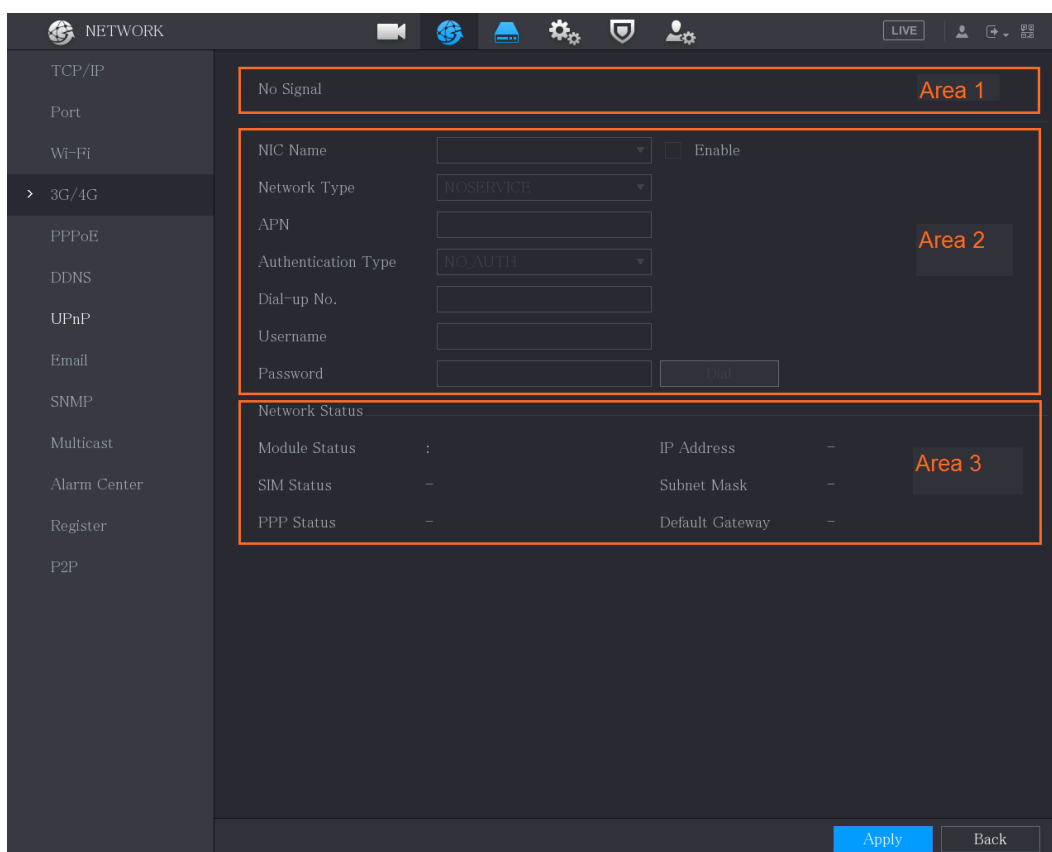 NETWORK
LIVE
TCP/IP
Port
Wi-Fi
3G/4G
PPPoE
DDNS
UPnP
Email
SNMP
Multicast
Alarm Center
Register
P2P
No Signal
Area 1
NIC Name
Enable
Network Type
NOSERVICE
APN
Area 2
Authentication Type
NO_AUTH
Dial-up No.
Username
Password
Dial
Network Status
Module Status : IP Address -
Area 3
SIM Status - Subnet Mask -
PPP Status - Default Gateway -
Apply
Back